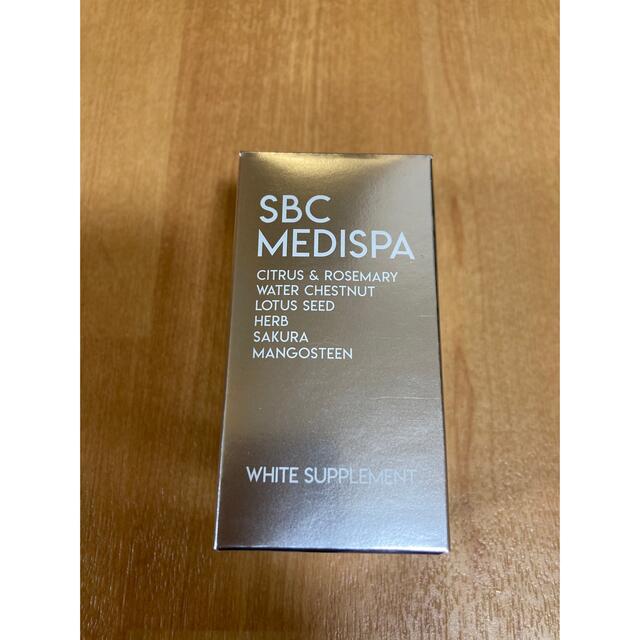 SBC
MEDISPA
CITRUS & ROSEMARY
WATER CHESTNUT
LOTUS SEED
HERB
SAKURA
MANGOSTEEN
WHITE SUPPLEMENT